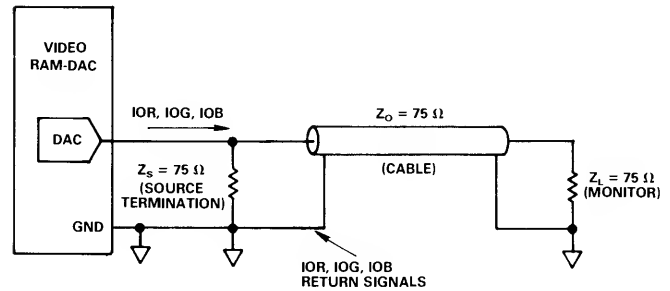 VIDEO
RAM-DAC
DAC
IOR, IOG, IOB
Z_S = 75 Ω
(SOURCE
TERMINATION)
GND
Z_O = 75 Ω
(CABLE)
Z_L = 75 Ω
(MONITOR)
IOR, IOG, IOB
RETURN SIGNALS